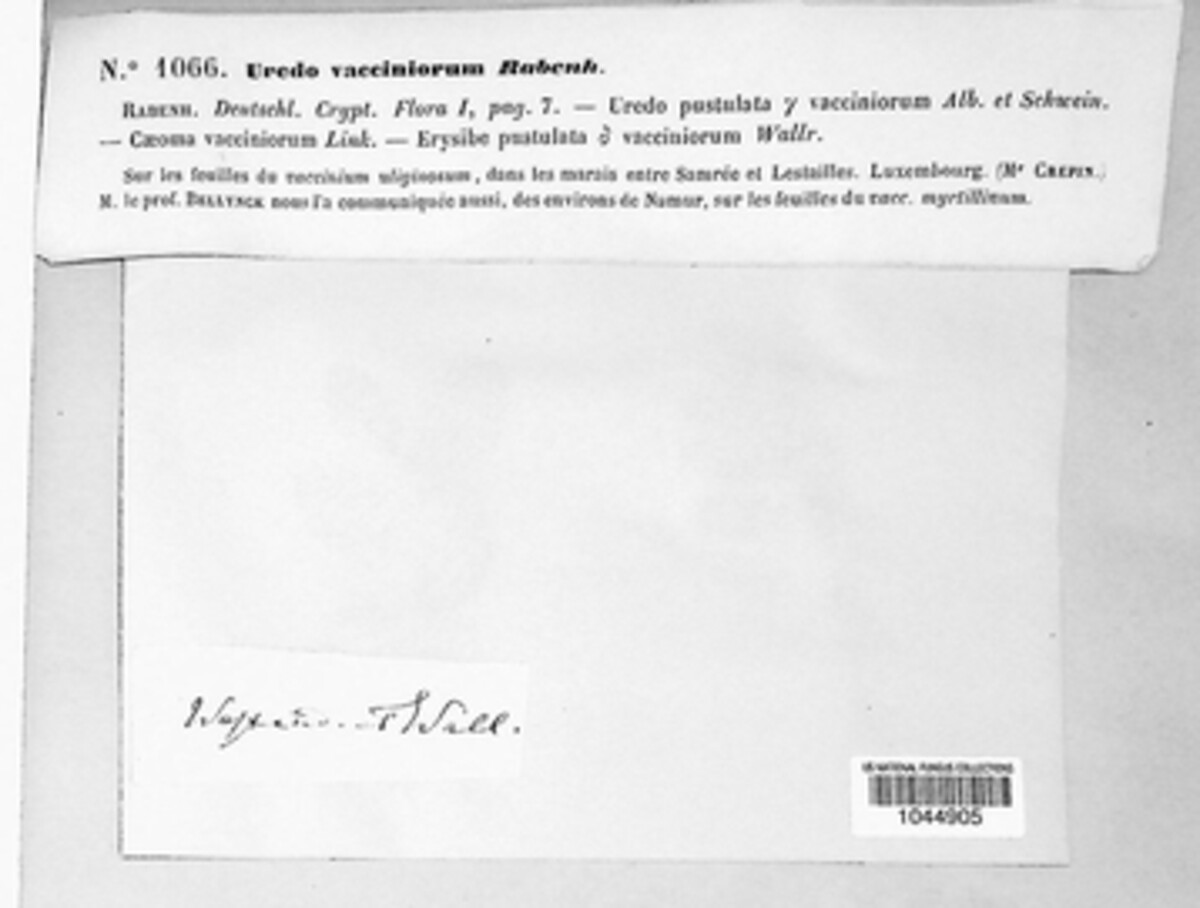 N.° 1066. Uredo vacciniorum Rabenh.
RABENH. Deutschl. Crypt. Flora I, pag. 7. — Uredo pustulata γ vacciniorum Alb. et Schwein.
— Cæoma vacciniorum Link. — Erysibe pustulata vacciniorum Wallr.
Sur les feuilles du vaccinium uliginosum, dans les marais entre Samrée et Lestailles. Luxembourg. (Mr CREPIN.)
M. le prof. BELLYNCK nous l'a communiquée aussi, des environs de Namur, sur les feuilles du vacc. myrtillinum.
US NATIONAL FUNGUS COLLECTIONS
1044905